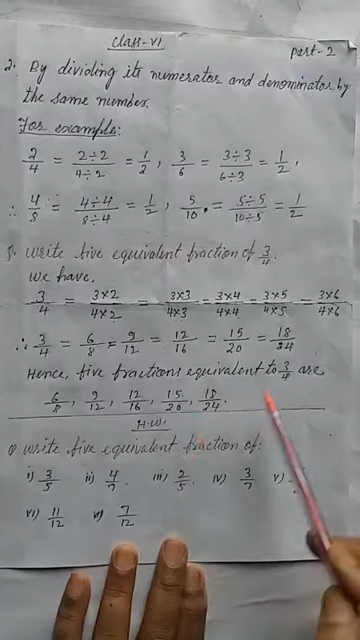 Class-VI
Part-2
2. By dividing its numerator and denominator by
the same number.
For example:
2/4 = 2÷2/4÷2 = 1/2, 3/6 = 3÷3/6÷3 = 1/2,
∴ 4/8 = 4÷4/8÷4 = 1/2, 5/10 = 5÷5/10÷5 = 1/2
Q. Write five equivalent fraction of 3/4.
We have,
3/4 = 3×2/4×2 = 3×3/4×3 = 3×4/4×4 = 3×5/4×5 = 3×6/4×6
∴ 3/4 = 6/8 = 9/12 = 12/16 = 15/20 = 18/24
Hence, five fractions equivalent to 3/4 are
6/8, 9/12, 12/16, 15/20, 18/24.
H.W.
Q Write five equivalent fraction of:
i) 3/5 ii) 4/7 iii) 2/5 iv) 3/7 v)
vi) 11/12 v) 7/12